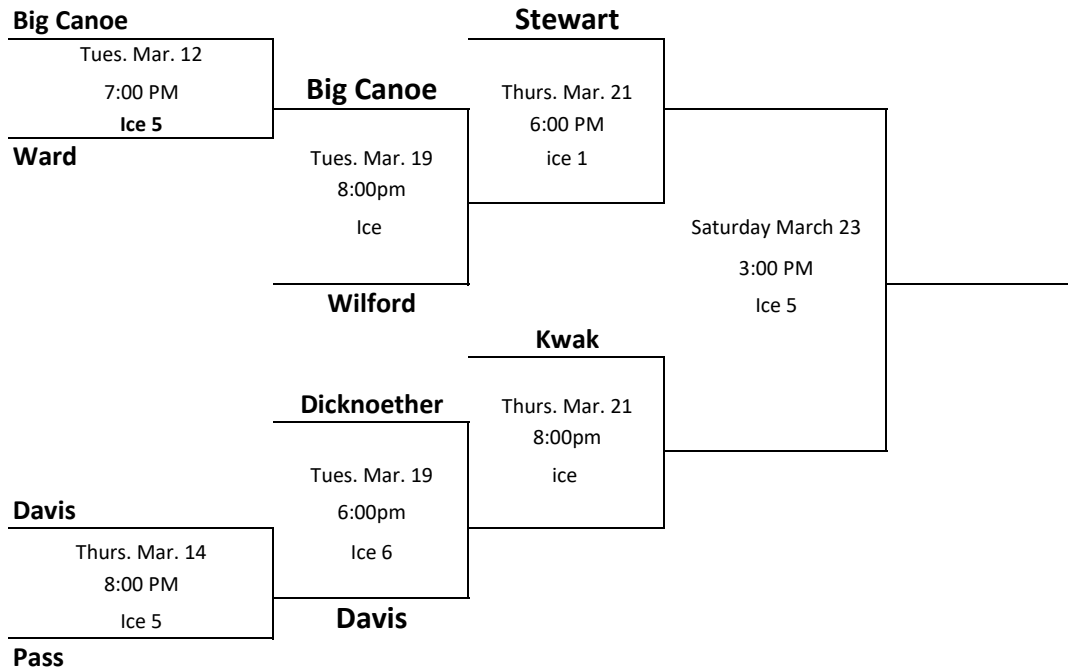 Big Canoe
Tues. Mar. 12
7:00 PM
Ice 5
Ward
Big Canoe
Tues. Mar. 19
8:00pm
Ice
Wilford
Stewart
Thurs. Mar. 21
6:00 PM
ice 1
Saturday March 23
3:00 PM
Ice 5
Kwak
Thurs. Mar. 21
8:00pm
ice
Dicknoether
Tues. Mar. 19
6:00pm
Ice 6
Davis
Davis
Thurs. Mar. 14
8:00 PM
Ice 5
Pass